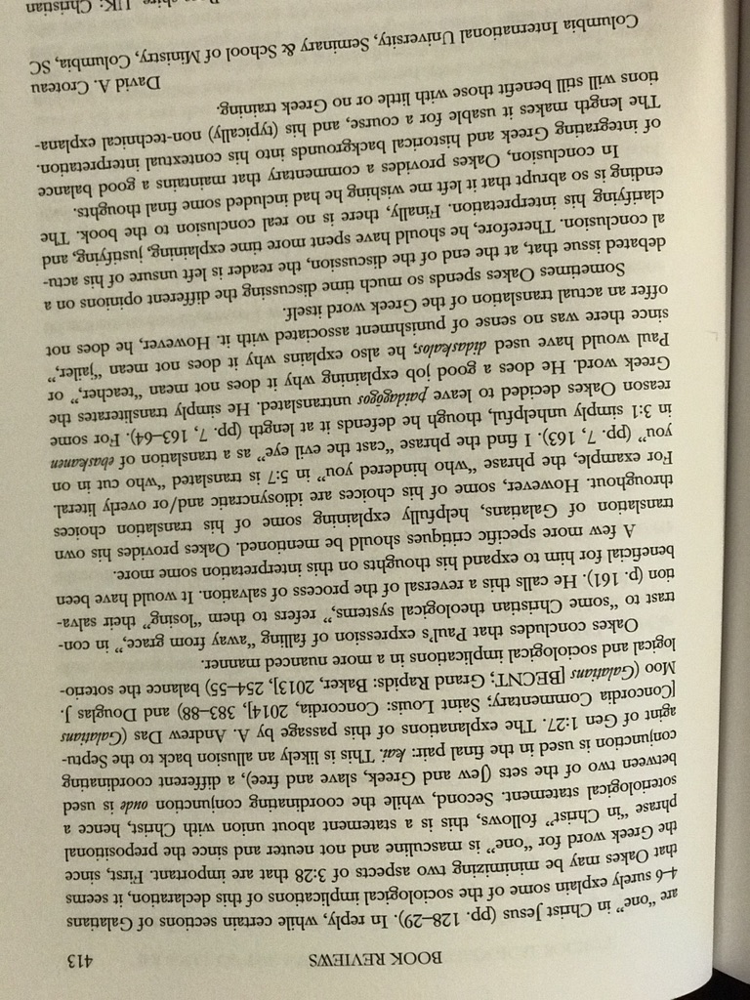 BOOK REVIEWS 413
are “one” in Christ Jesus (pp. 128–29). In reply, while certain sections of Galatians
4–6 surely explain some of the sociological implications of this declaration, it seems
that Oakes may be minimizing two aspects of 3:28 that are important. First, since
the Greek word for “one” is masculine and not neuter and since the prepositional
phrase “in Christ” follows, this is a statement about union with Christ, hence a
soteriological statement. Second, while the coordinating conjunction oude is used
between two of the sets (Jew and Greek, slave and free), a different coordinating
conjunction is used in the final pair: kai. This is likely an allusion back to the Septu-
agint of Gen 1:27. The explanations of this passage by A. Andrew Das (Galatians
[Concordia Commentary; Saint Louis: Concordia, 2014], 383–88) and Douglas J.
Moo (Galatians [BECNT; Grand Rapids: Baker, 2013], 254–55) balance the soterio-
logical and sociological implications in a more nuanced manner.
Oakes concludes that Paul’s expression of falling “away from grace,” in con-
trast to “some Christian theological systems,” refers to them “losing” their salva-
tion (p. 161). He calls this a reversal of the process of salvation. It would have been
beneficial for him to expand his thoughts on this interpretation some more.
A few more specific critiques should be mentioned. Oakes provides his own
translation of Galatians, helpfully explaining some of his translation choices
throughout. However, some of his choices are idiosyncratic and/or overly literal.
For example, the phrase “who hindered you” in 5:7 is translated “who cut in on
you” (pp. 7, 163). I find the phrase “cast the evil eye” as a translation of ebaskanen
in 3:1 simply unhelpful, though he defends it at length (pp. 7, 163–64). For some
reason Oakes decided to leave paidagogos untranslated. He simply transliterates the
Greek word. He does a good job explaining why it does not mean “teacher,” or
Paul would have used didaskalos; he also explains why it does not mean “jailer,”
since there was no sense of punishment associated with it. However, he does not
offer an actual translation of the Greek word itself.
Sometimes Oakes spends so much time discussing the different opinions on a
debated issue that, at the end of the discussion, the reader is left unsure of his actu-
al conclusion. Therefore, he should have spent more time explaining, justifying, and
clarifying his interpretation. Finally, there is no real conclusion to the book. The
ending is so abrupt that it left me wishing he had included some final thoughts.
In conclusion, Oakes provides a commentary that maintains a good balance
of integrating Greek and historical backgrounds into his contextual interpretation.
The length makes it usable for a course, and his (typically) non-technical explana-
tions will still benefit those with little or no Greek training.
David A. Croteau
Columbia International University, Seminary & School of Ministry, Columbia, SC
UK: Christian